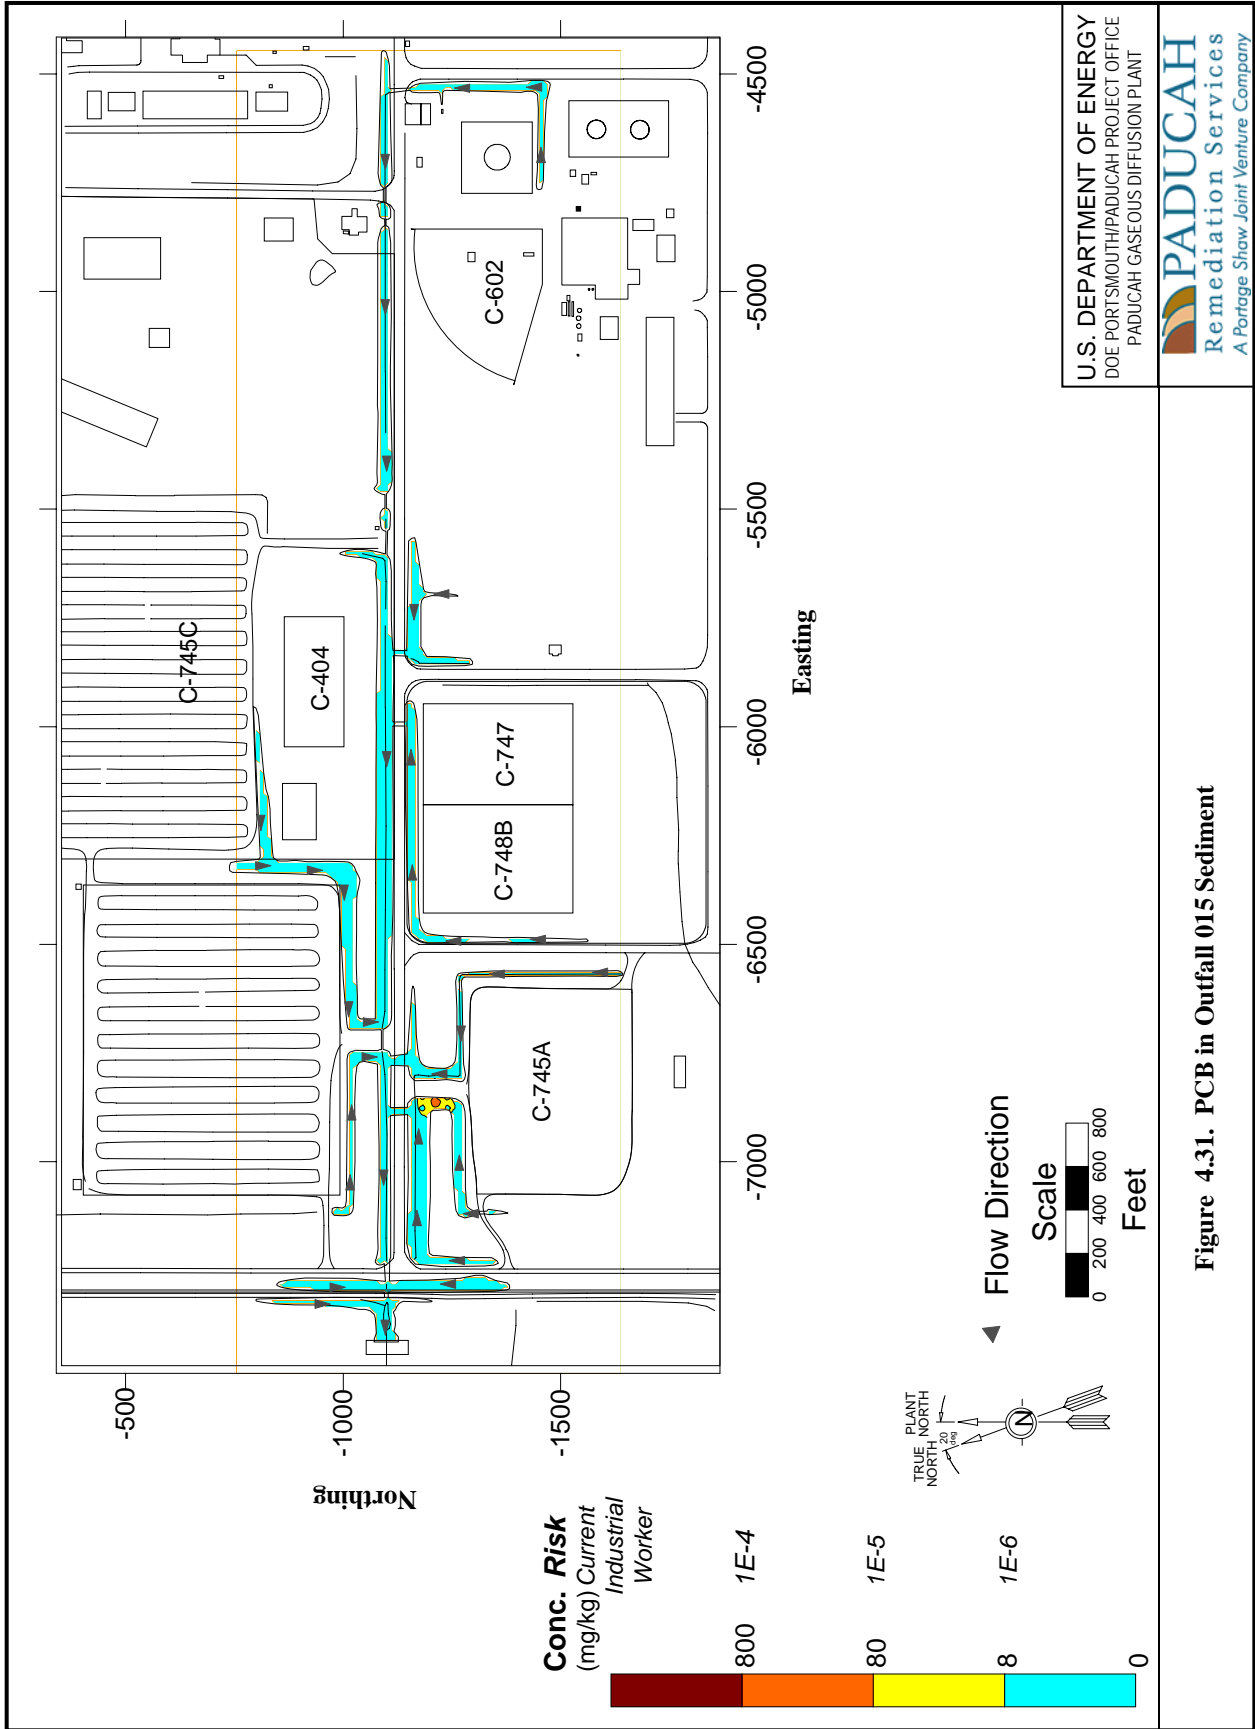 -500
-1000
-1500
Northing
-7000
-6500
-6000
-5500
-5000
-4500
Easting
C-745C
C-404
C-602
C-747
C-748B
C-745A
Conc. Risk
(mg/kg) Current
Industrial
Worker
800
1E-4
80
1E-5
8
1E-6
0
TRUE
NORTH
PLANT
NORTH
20
deg
N
Flow Direction
Scale
0 200 400 600 800
Feet
U.S. DEPARTMENT OF ENERGY
DOE PORTSMOUTH/PADUCAH PROJECT OFFICE
PADUCAH GASEOUS DIFFUSION PLANT
PADUCAH
Remediation Services
A Portage Shaw Joint Venture Company
Figure 4.31. PCB in Outfall 015 Sediment